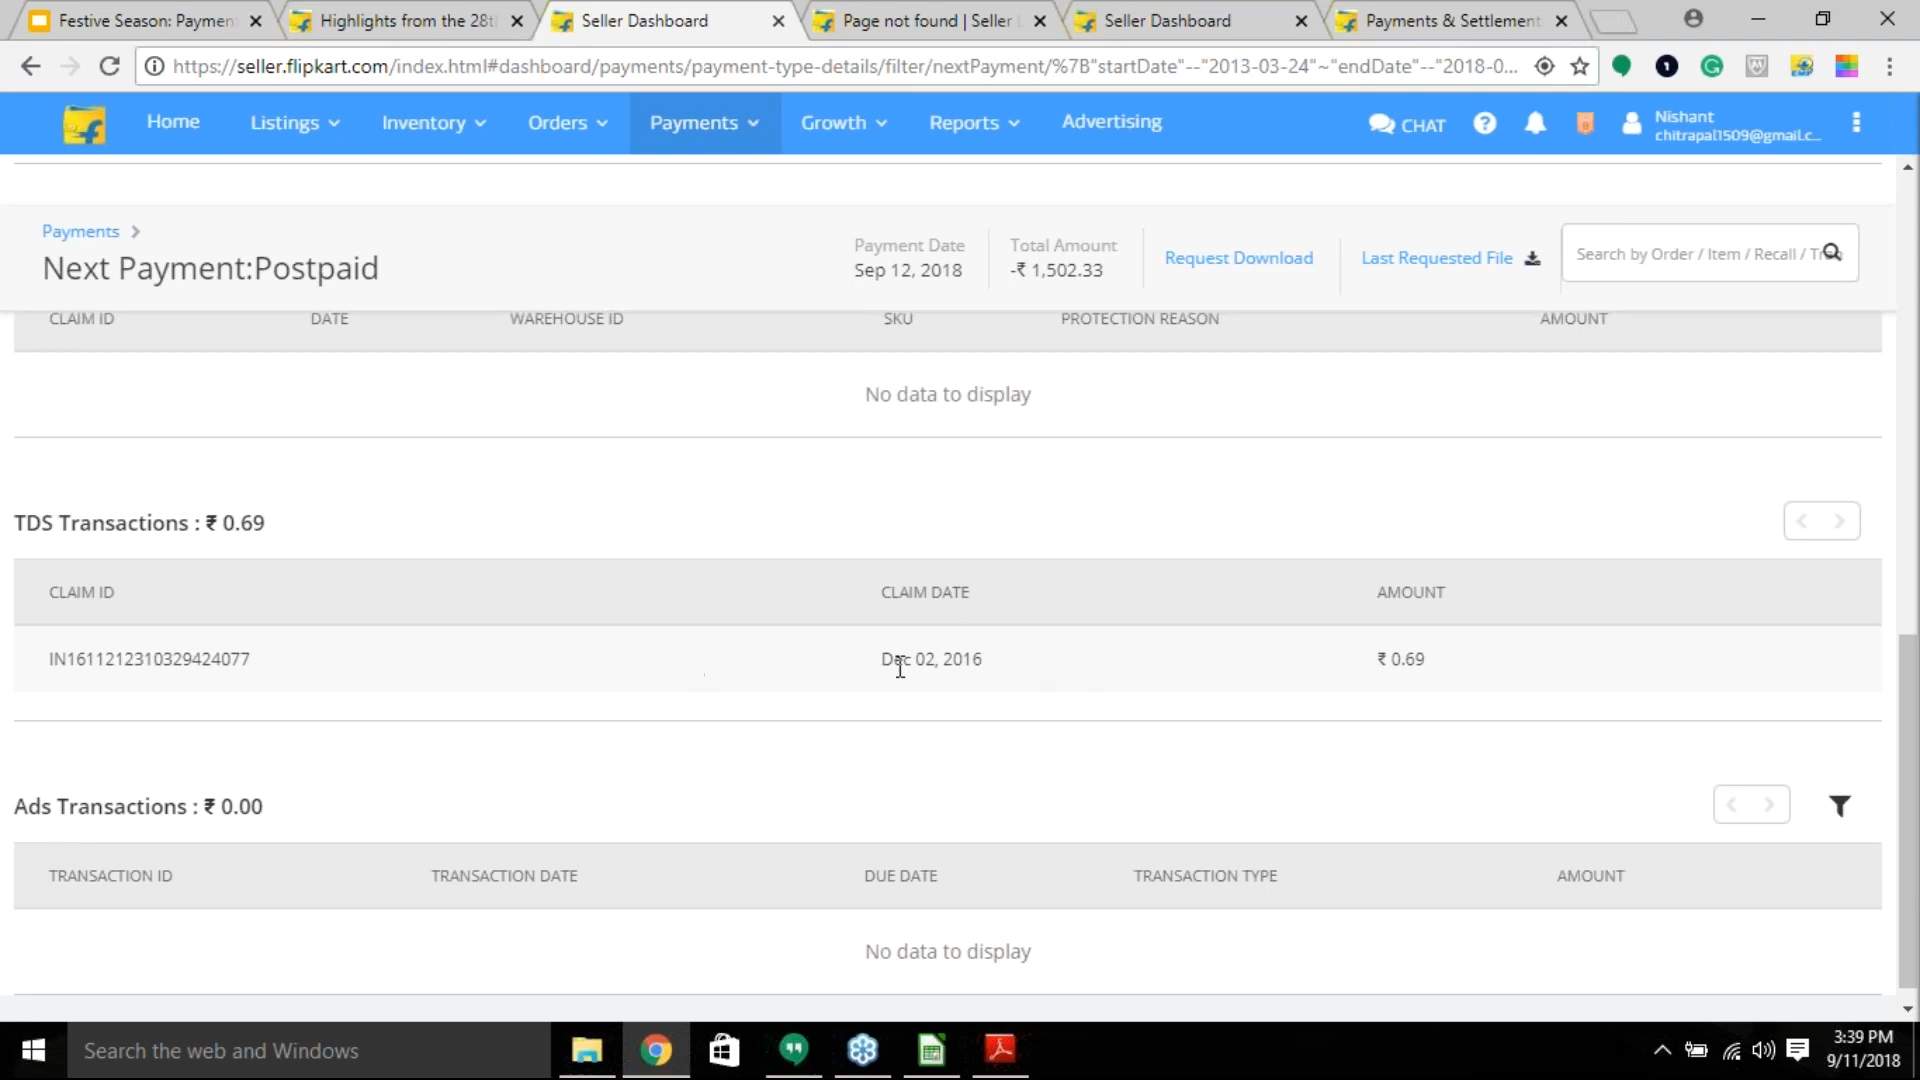 Festive Season: Paymen
Highlights from the 28t
Seller Dashboard
Page not found | Seller
Seller Dashboard
Payments & Settlement
https://seller.flipkart.com/index.html#dashboard/payments/payment-type-details/filter/nextPayment/%7B"startDate"--"2013-03-24"~"endDate"--"2018-0...
Home
Listings
Inventory
Orders
Payments
Growth
Reports
Advertising
CHAT
Nishant
chitrapal1509@gmail.c...
Payments
Next Payment:Postpaid
Payment Date
Sep 12, 2018
Total Amount
-₹ 1,502.33
Request Download
Last Requested File
Search by Order / Item / Recall /
CLAIM ID DATE WAREHOUSE ID SKU PROTECTION REASON AMOUNT
No data to display
TDS Transactions : ₹ 0.69
CLAIM ID CLAIM DATE AMOUNT
IN1611212310329424077 Dec 02, 2016 ₹ 0.69
Ads Transactions : ₹ 0.00
TRANSACTION ID TRANSACTION DATE DUE DATE TRANSACTION TYPE AMOUNT
No data to display
Search the web and Windows
3:39 PM
9/11/2018